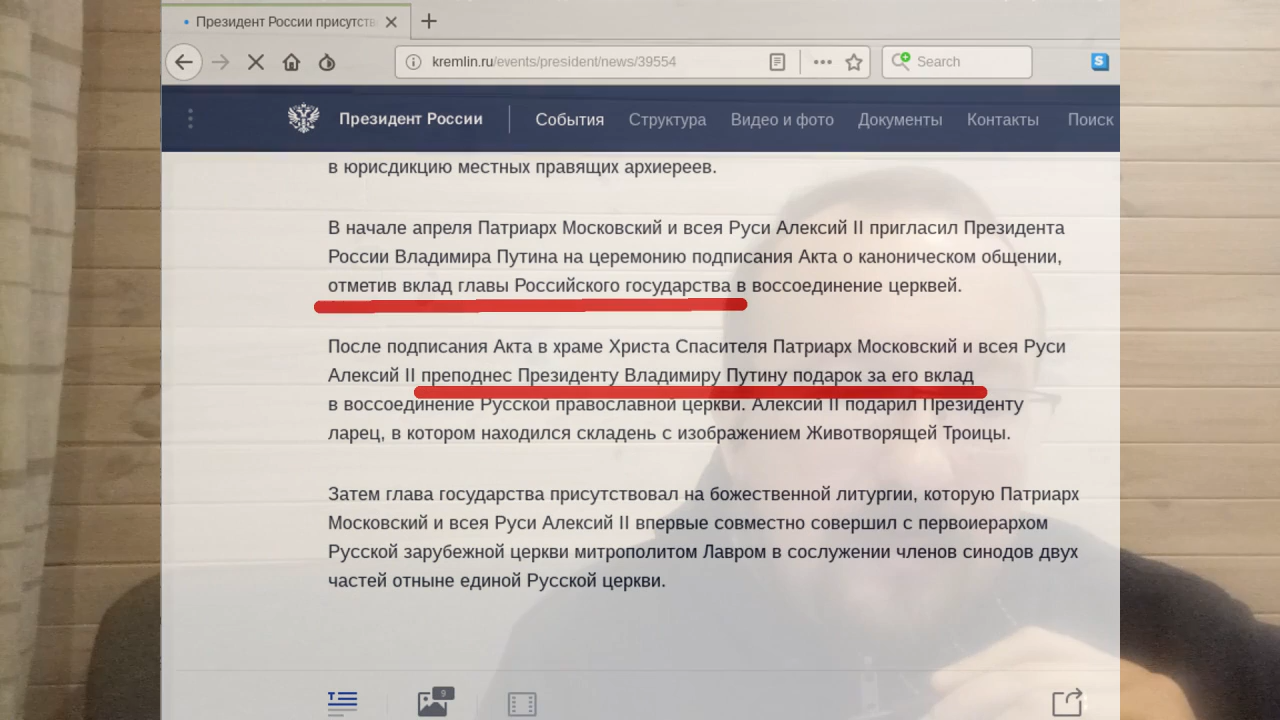 Президент России присутств
kremlin.ru/events/president/news/39554
Search
S
Президент России
События
Структура
Видео и фото
Документы
Контакты
Поиск
в юрисдикцию местных правящих архиереев.
В начале апреля Патриарх Московский и всея Руси Алексий II пригласил Президента
России Владимира Путина на церемонию подписания Акта о каноническом общении,
отметив вклад главы Российского государства в воссоединение церквей.
После подписания Акта в храме Христа Спасителя Патриарх Московский и всея Руси
Алексий II преподнес Президенту Владимиру Путину подарок за его вклад
в воссоединение Русской православной церкви. Алексий II подарил Президенту
ларец, в котором находился складень с изображением Животворящей Троицы.
Затем глава государства присутствовал на божественной литургии, которую Патриарх
Московский и всея Руси Алексий II впервые совместно совершил с первоиерархом
Русской зарубежной церкви митрополитом Лавром в сослужении членов синодов двух
частей отныне единой Русской церкви.
9